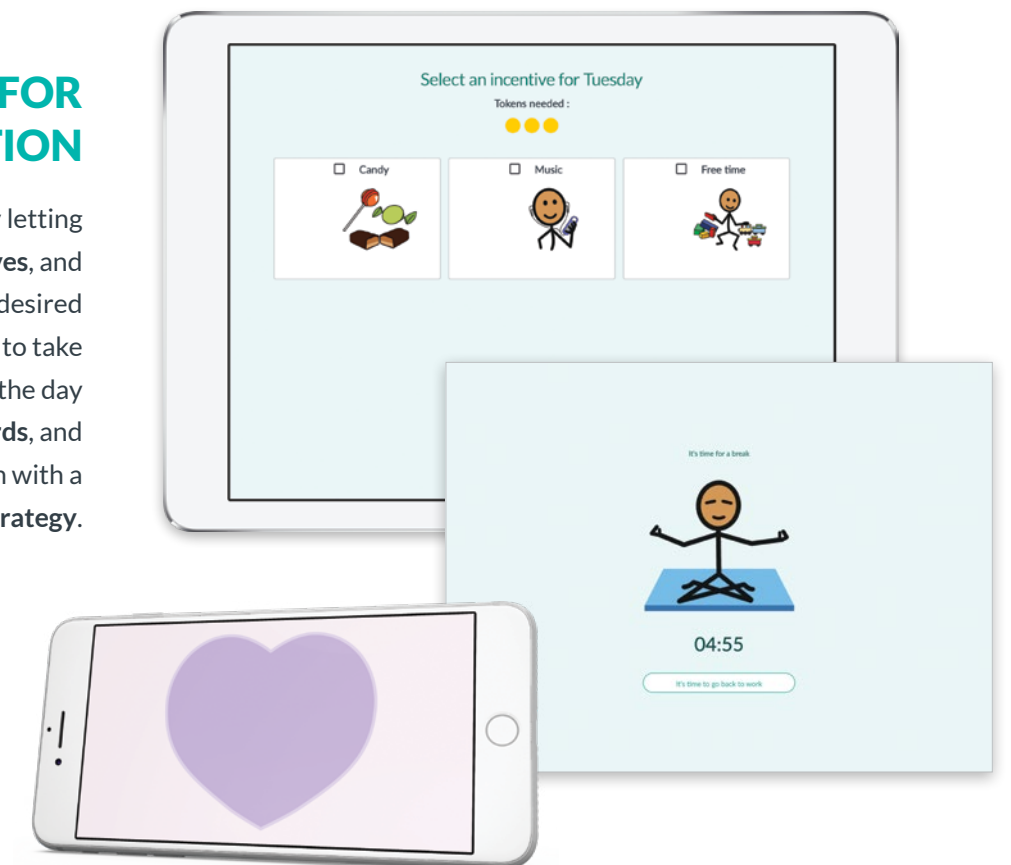 FOR
TION
letting
ves, and
desired
to take
the day
rds, and
n with a
rategy.
Select an incentive for Tuesday
Tokens needed :
Candy
Music
Free time
It's time for a break
04:55
It's time to go back to work